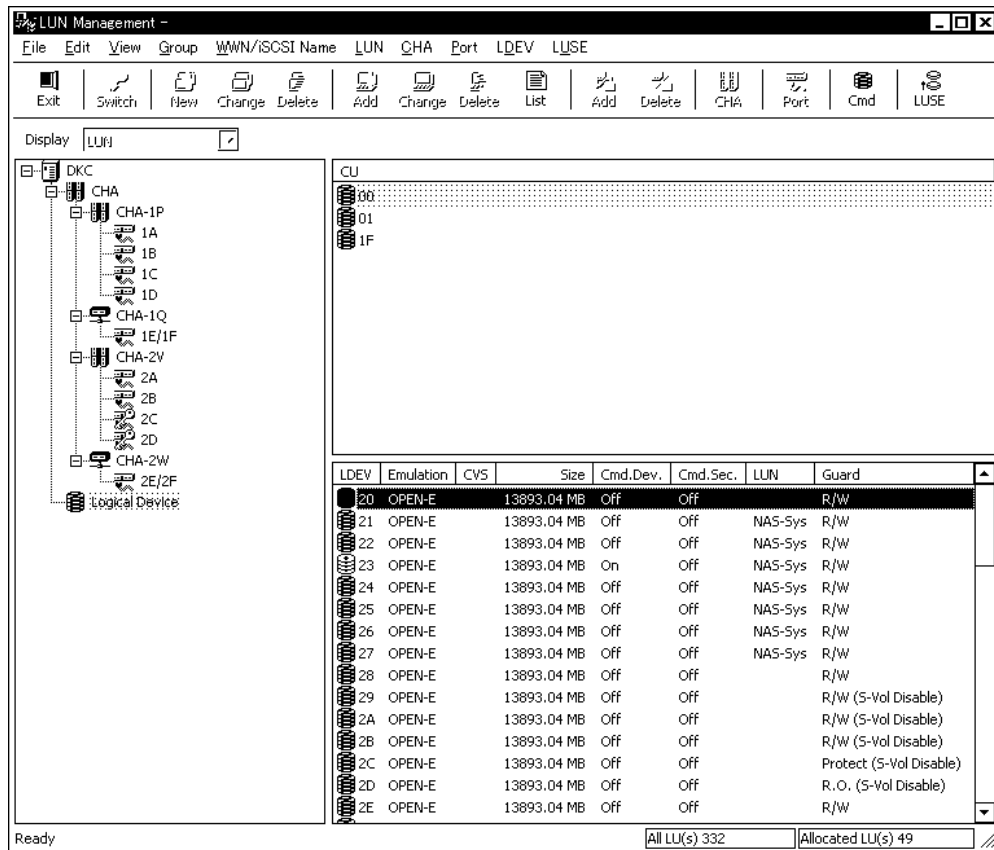 LUN Management -
File Edit View Group WWN/iSCSI Name LUN CHA Port LDEV LUSE
Exit Switch New Change Delete Add Change Delete List Add Delete CHA Port Cmd LUSE
Display LUN
DKC
CHA
CHA-1P
1A
1B
1C
1D
CHA-1Q
1E/1F
CHA-2V
2A
2B
2C
2D
CHA-2W
2E/2F
Logical Device
CU
00
01
1F
LDEV Emulation CVS Size Cmd.Dev. Cmd.Sec. LUN Guard
20 OPEN-E 13893.04 MB Off Off R/W
21 OPEN-E 13893.04 MB Off Off NAS-Sys R/W
22 OPEN-E 13893.04 MB Off Off NAS-Sys R/W
23 OPEN-E 13893.04 MB On Off NAS-Sys R/W
24 OPEN-E 13893.04 MB Off Off NAS-Sys R/W
25 OPEN-E 13893.04 MB Off Off NAS-Sys R/W
26 OPEN-E 13893.04 MB Off Off NAS-Sys R/W
27 OPEN-E 13893.04 MB Off Off NAS-Sys R/W
28 OPEN-E 13893.04 MB Off Off R/W
29 OPEN-E 13893.04 MB Off Off R/W (S-Vol Disable)
2A OPEN-E 13893.04 MB Off Off R/W (S-Vol Disable)
2B OPEN-E 13893.04 MB Off Off R/W (S-Vol Disable)
2C OPEN-E 13893.04 MB Off Off Protect (S-Vol Disable)
2D OPEN-E 13893.04 MB Off Off R.O. (S-Vol Disable)
2E OPEN-E 13893.04 MB Off Off R/W
Ready All LU(s) 332 Allocated LU(s) 49